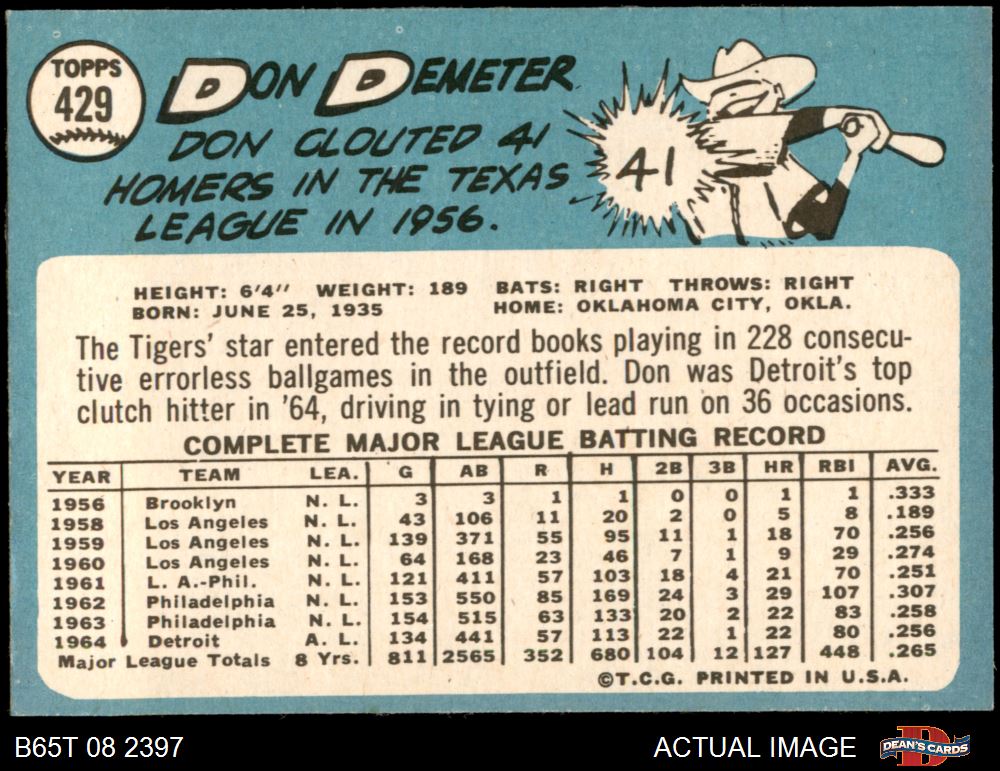 TOPPS
429
DON DEMETER
DON CLOUTED 41
HOMERS IN THE TEXAS
LEAGUE IN 1956.
41
HEIGHT: 6'4" WEIGHT: 189 BATS: RIGHT THROWS: RIGHT
BORN: JUNE 25, 1935 HOME: OKLAHOMA CITY, OKLA.
The Tigers' star entered the record books playing in 228 consecu-
tive errorless ballgames in the outfield. Don was Detroit's top
clutch hitter in '64, driving in tying or lead run on 36 occasions.
COMPLETE MAJOR LEAGUE BATTING RECORD
YEAR TEAM LEA. G AB R H 2B 3B HR RBI AVG.
1956 Brooklyn N. L. 3 3 1 1 0 0 1 1 .333
1958 Los Angeles N. L. 43 106 11 20 2 0 5 8 .189
1959 Los Angeles N. L. 139 371 55 95 11 1 18 70 .256
1960 Los Angeles N. L. 64 168 23 46 7 1 9 29 .274
1961 L. A.-Phil. N. L. 121 411 57 103 18 4 21 70 .251
1962 Philadelphia N. L. 153 550 85 169 24 3 29 107 .307
1963 Philadelphia N. L. 154 515 63 133 20 2 22 83 .258
1964 Detroit A. L. 134 441 57 113 22 1 22 80 .256
Major League Totals 8 Yrs. 811 2565 352 680 104 12 127 448 .265
©T.C.G. PRINTED IN U.S.A.
B65T 08 2397 ACTUAL IMAGE DEAN'S CARDS